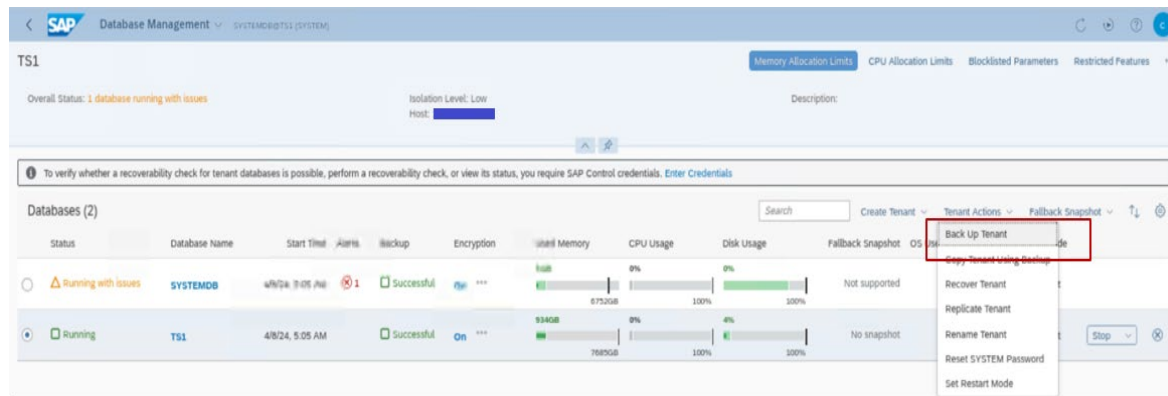 SAP Database Management SYSTEMDB@TS1 (SYSTEM)
TS1
Memory Allocation Limits CPU Allocation Limits Blocklisted Parameters Restricted Features
Overall Status: 1 database running with issues Isolation Level: Low Description:
Host:
To verify whether a recoverability check for tenant databases is possible, perform a recoverability check, or view its status, you require SAP Control credentials. Enter Credentials
Databases (2) Search Create Tenant Tenant Actions Fallback Snapshot
Status Database Name Start Time Alerts Backup Encryption Used Memory CPU Usage Disk Usage Fallback Snapshot OS
Back Up Tenant
Copy Tenant Using Backup
Recover Tenant
Replicate Tenant
Rename Tenant
Reset SYSTEM Password
Set Restart Mode
Running with issues SYSTEMDB 1 Successful 0% 0% Not supported
6752GB 100% 100%
Running TS1 4/8/24, 5:05 AM Successful On 934GB 0% 4% No snapshot Stop
7685GB 100% 100%